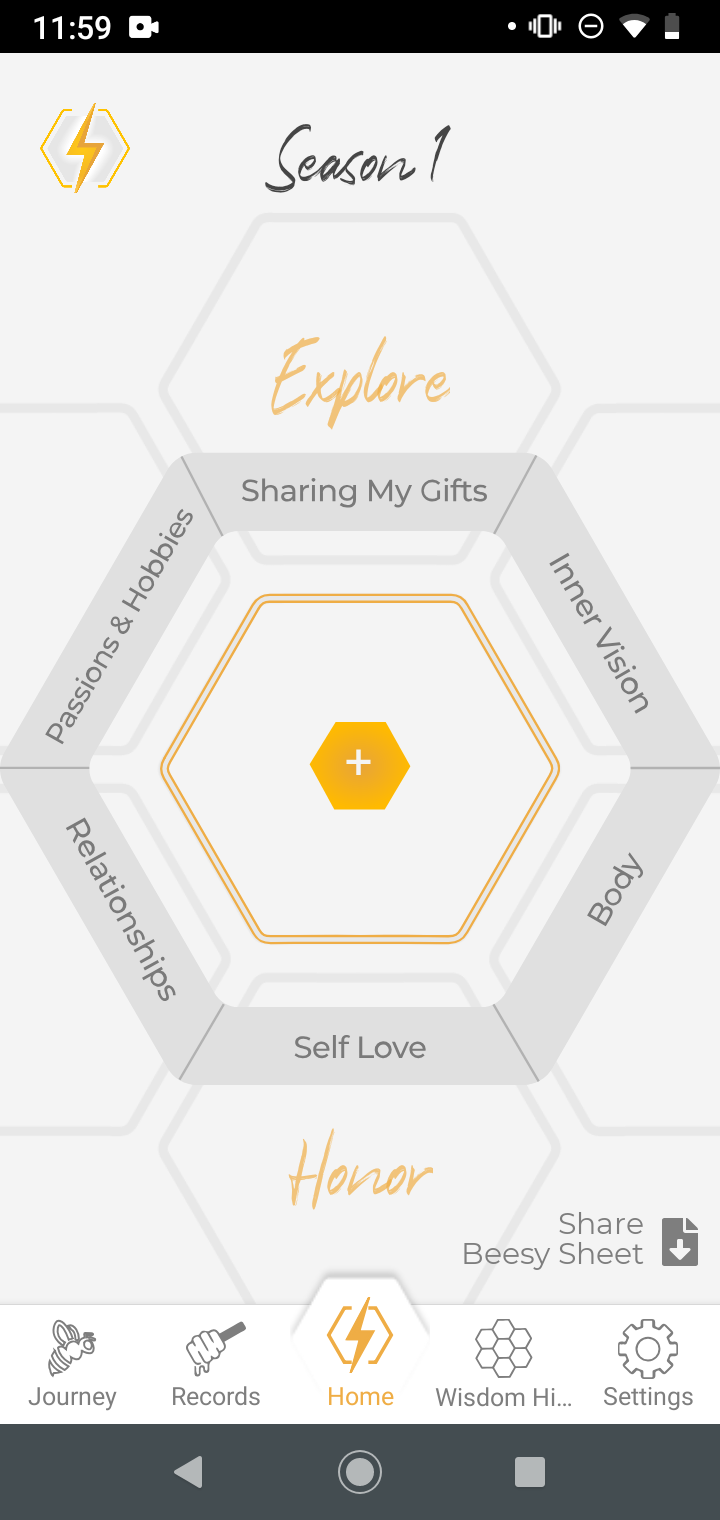 11:59
Season 1
Explore
Sharing My Gifts
Passions & Hobbies
Inner Vision
+
Relationships
Body
Self Love
Honor
Share
Beesy Sheet
Journey
Records
Home
Wisdom Hi...
Settings